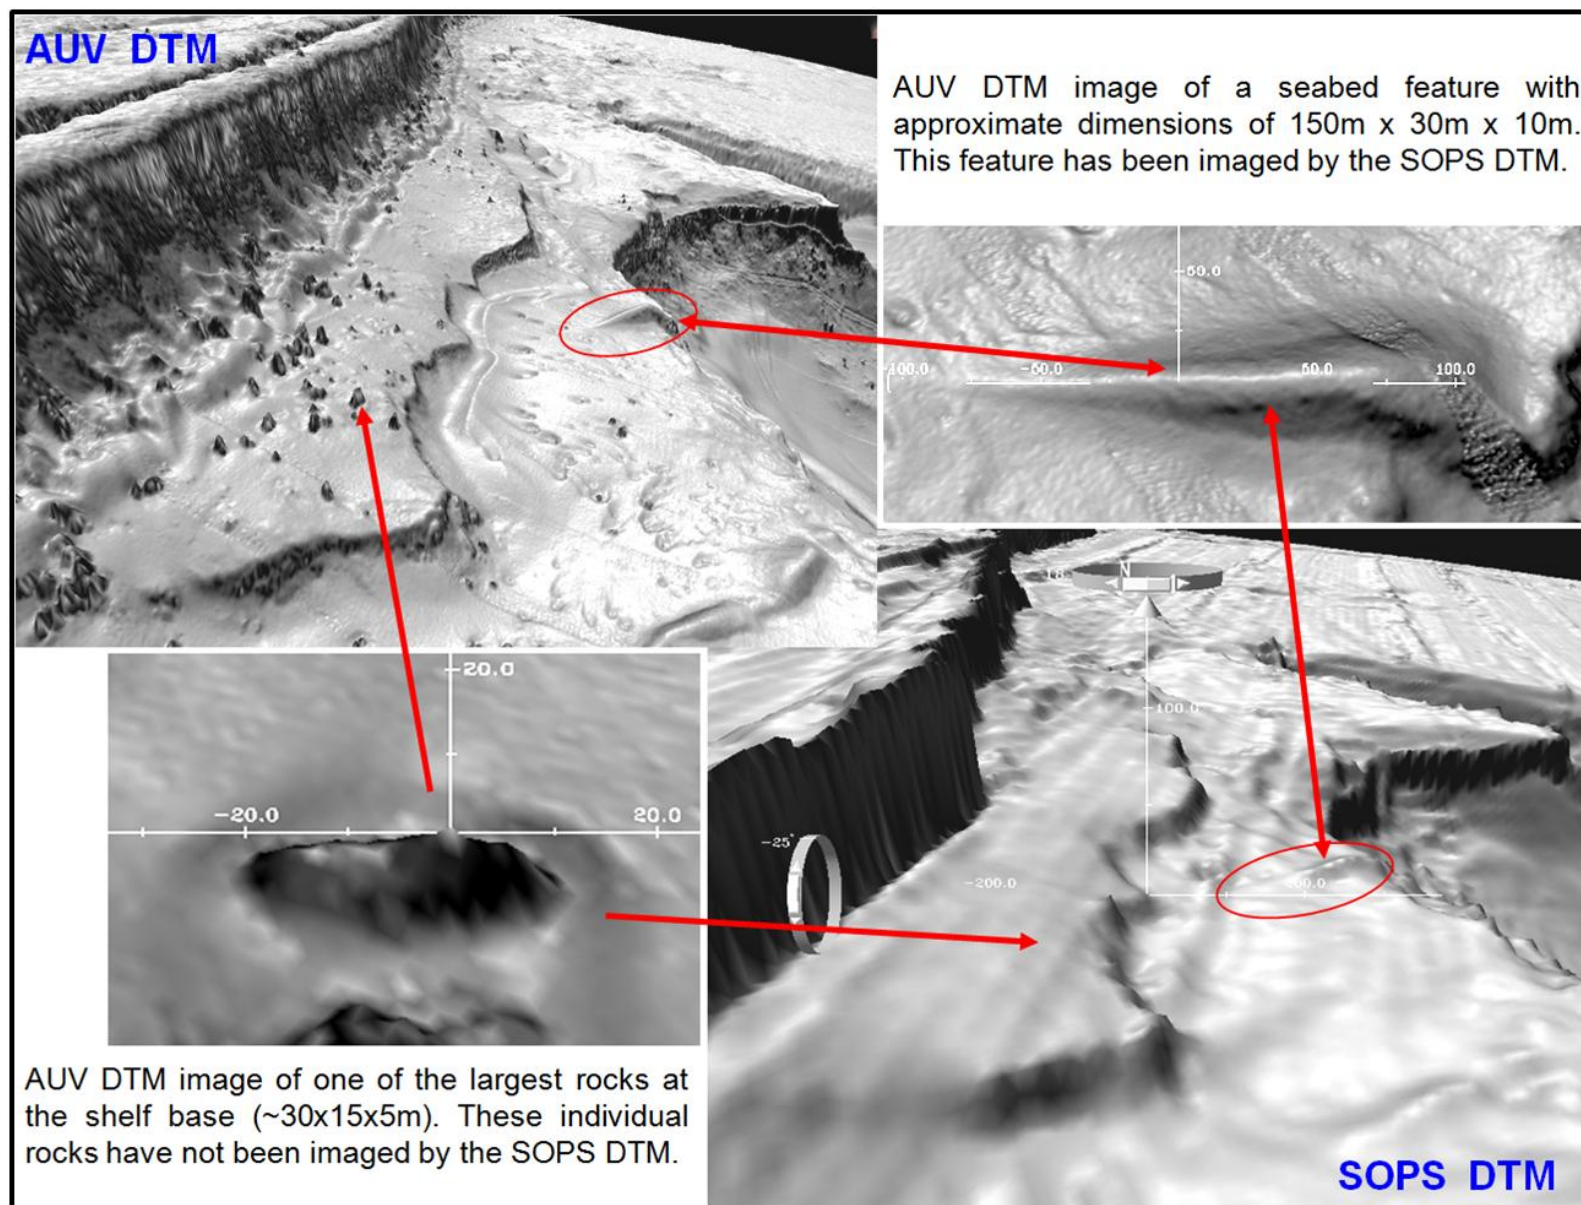 AUV DTM
AUV DTM image of a seabed feature with
approximate dimensions of 150m x 30m x 10m.
This feature has been imaged by the SOPS DTM.
50.0
-100.0
-50.0
50.0
100.0
N
100.0
-25°
-200.0
20.0
-20.0
20.0
AUV DTM image of one of the largest rocks at
the shelf base (~30x15x5m). These individual
rocks have not been imaged by the SOPS DTM.
SOPS DTM